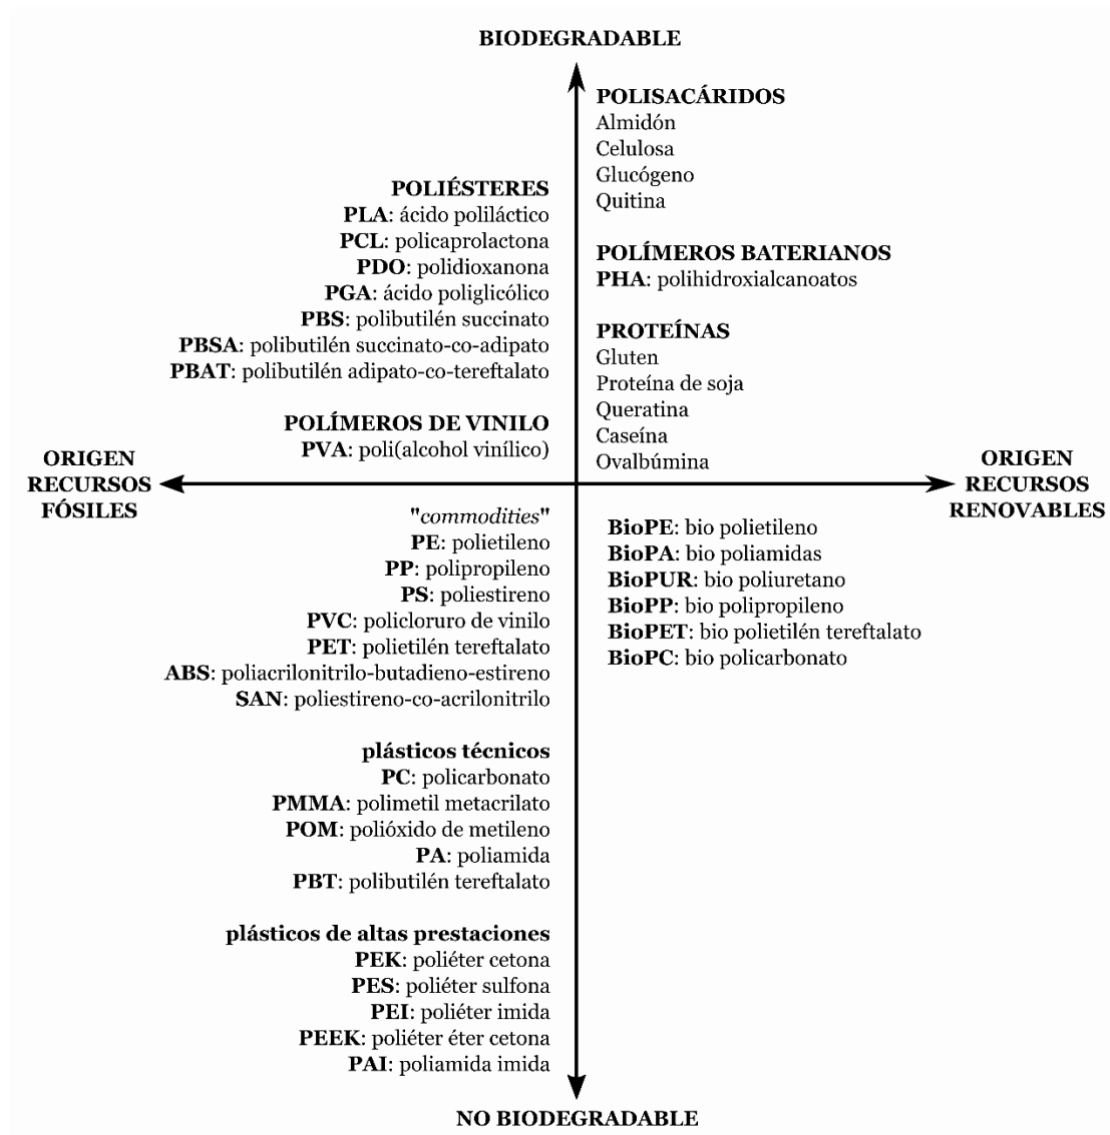 BIODEGRADABLE
POLISACÁRIDOS
Almidón
Celulosa
Glucógeno
Quitina
POLIÉSTERES
PLA: ácido poliláctico
PCL: policaprolactona
PDO: polidioxanona
PGA: ácido poliglicólico
PBS: polibutilén succinato
PBSA: polibutilén succinato-co-adipato
PBAT: polibutilén adipato-co-tereftalato
POLÍMEROS BATERIANOS
PHA: polihidroxialcanoatos
PROTEÍNAS
Gluten
Proteína de soja
Queratina
Caseína
Ovalbúmina
POLÍMEROS DE VINILO
PVA: poli(alcohol vinílico)
ORIGEN
RECURSOS
FÓSILES
ORIGEN
RECURSOS
RENOVABLES
"commodities"
PE: polietileno
PP: polipropileno
PS: poliestireno
PVC: policloruro de vinilo
PET: polietilén tereftalato
ABS: poliacrilonitrilo-butadieno-estireno
SAN: poliestireno-co-acrilonitrilo
BioPE: bio polietileno
BioPA: bio poliamidas
BioPUR: bio poliuretano
BioPP: bio polipropileno
BioPET: bio polietilén tereftalato
BioPC: bio policarbonato
plásticos técnicos
PC: policarbonato
PMMA: polimetil metacrilato
POM: polióxido de metileno
PA: poliamida
PBT: polibutilén tereftalato
plásticos de altas prestaciones
PEK: poliéter cetona
PES: poliéter sulfona
PEI: poliéter imida
PEEK: poliéter éter cetona
PAI: poliamida imida
NO BIODEGRADABLE